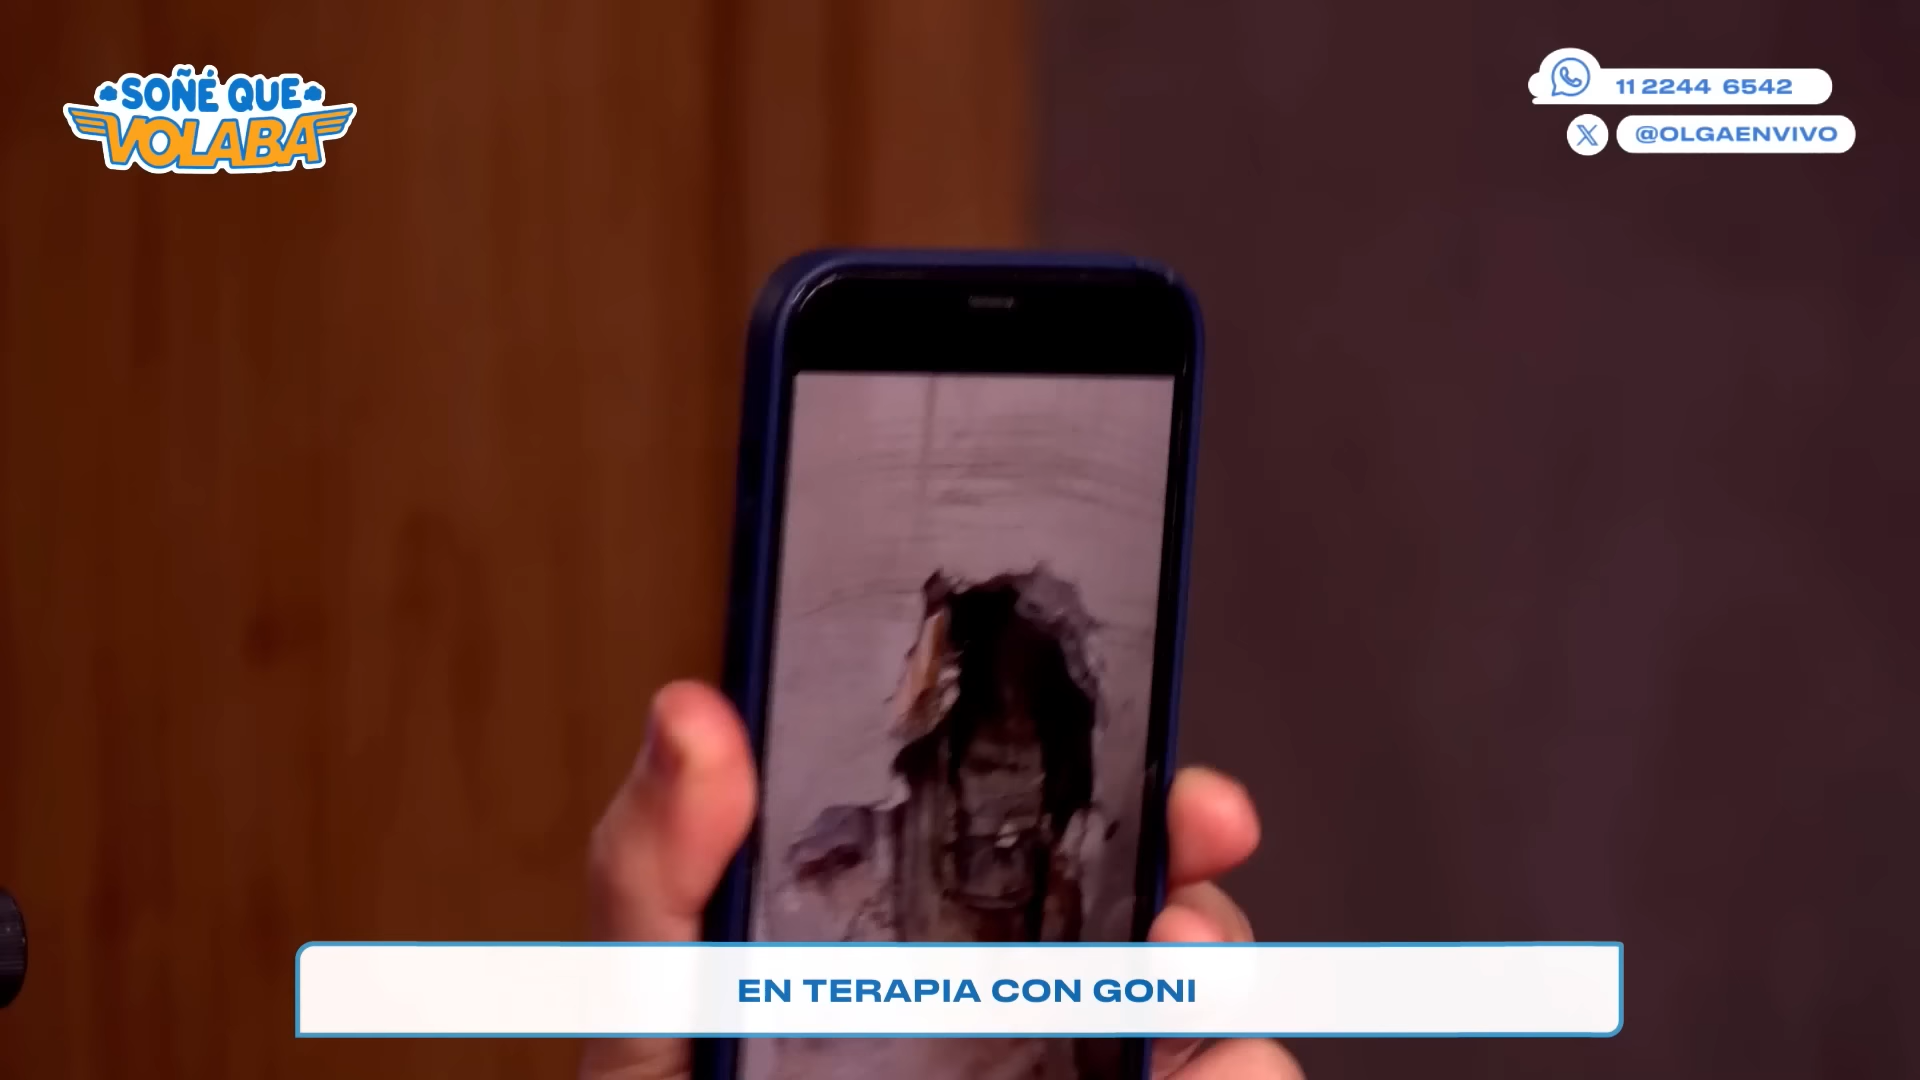 SOÑÉ QUE
VOLABA
11 2244 6542
@OLGAENVIVO
EN TERAPIA CON GONI